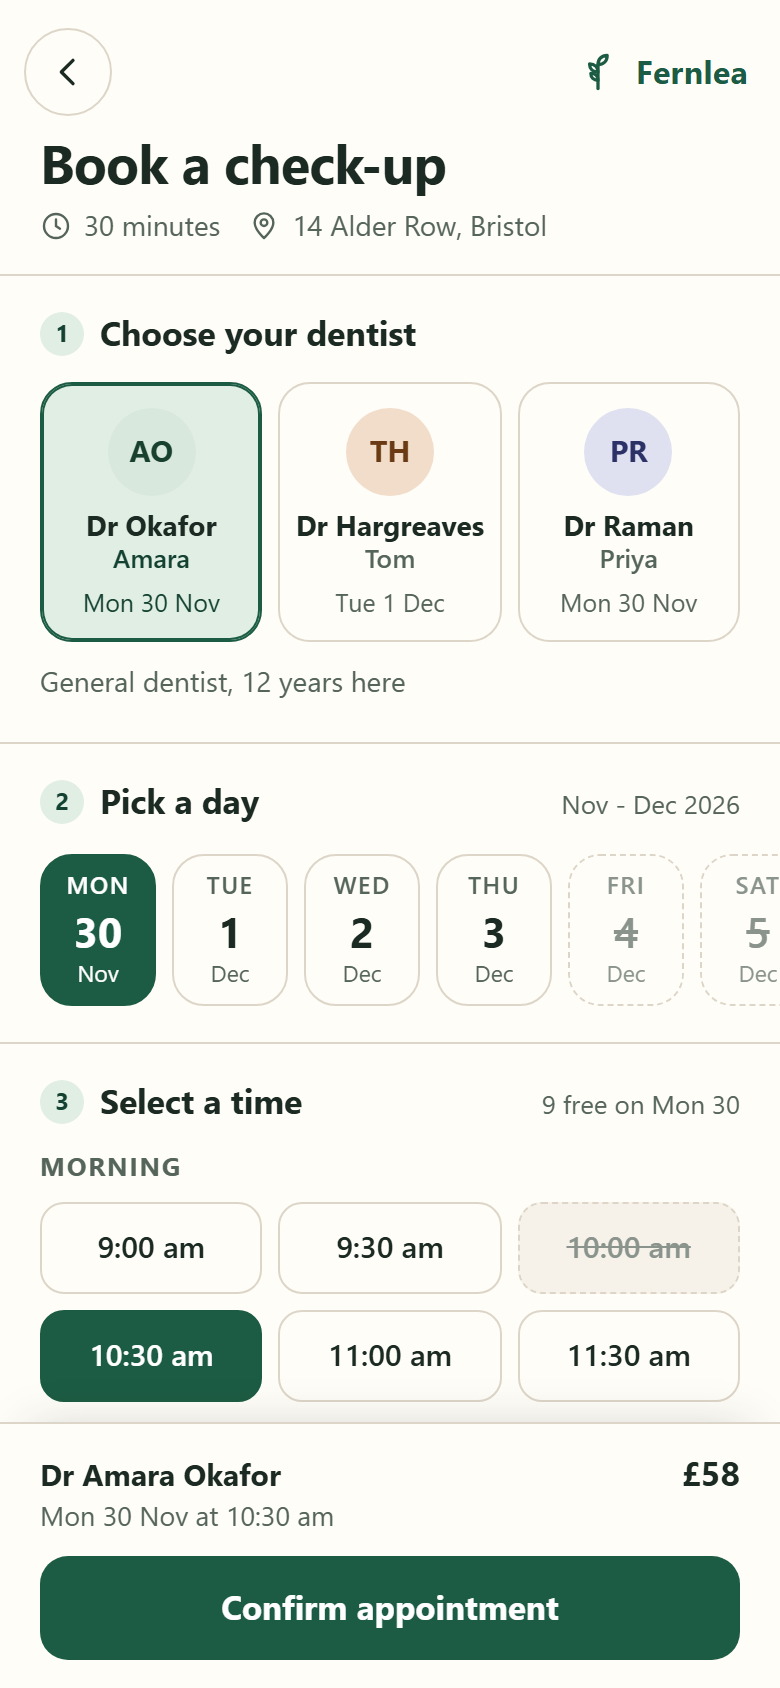 Fernlea
Book a check-up
30 minutes
14 Alder Row, Bristol
1 Choose your dentist
AO
Dr Okafor
Amara
Mon 30 Nov
TH
Dr Hargreaves
Tom
Tue 1 Dec
PR
Dr Raman
Priya
Mon 30 Nov
General dentist, 12 years here
2 Pick a day
Nov - Dec 2026
MON
30
Nov
TUE
1
Dec
WED
2
Dec
THU
3
Dec
FRI
4
Dec
SAT
5
Dec
3 Select a time
9 free on Mon 30
MORNING
9:00 am
9:30 am
10:00 am
10:30 am
11:00 am
11:30 am
Dr Amara Okafor
£58
Mon 30 Nov at 10:30 am
Confirm appointment